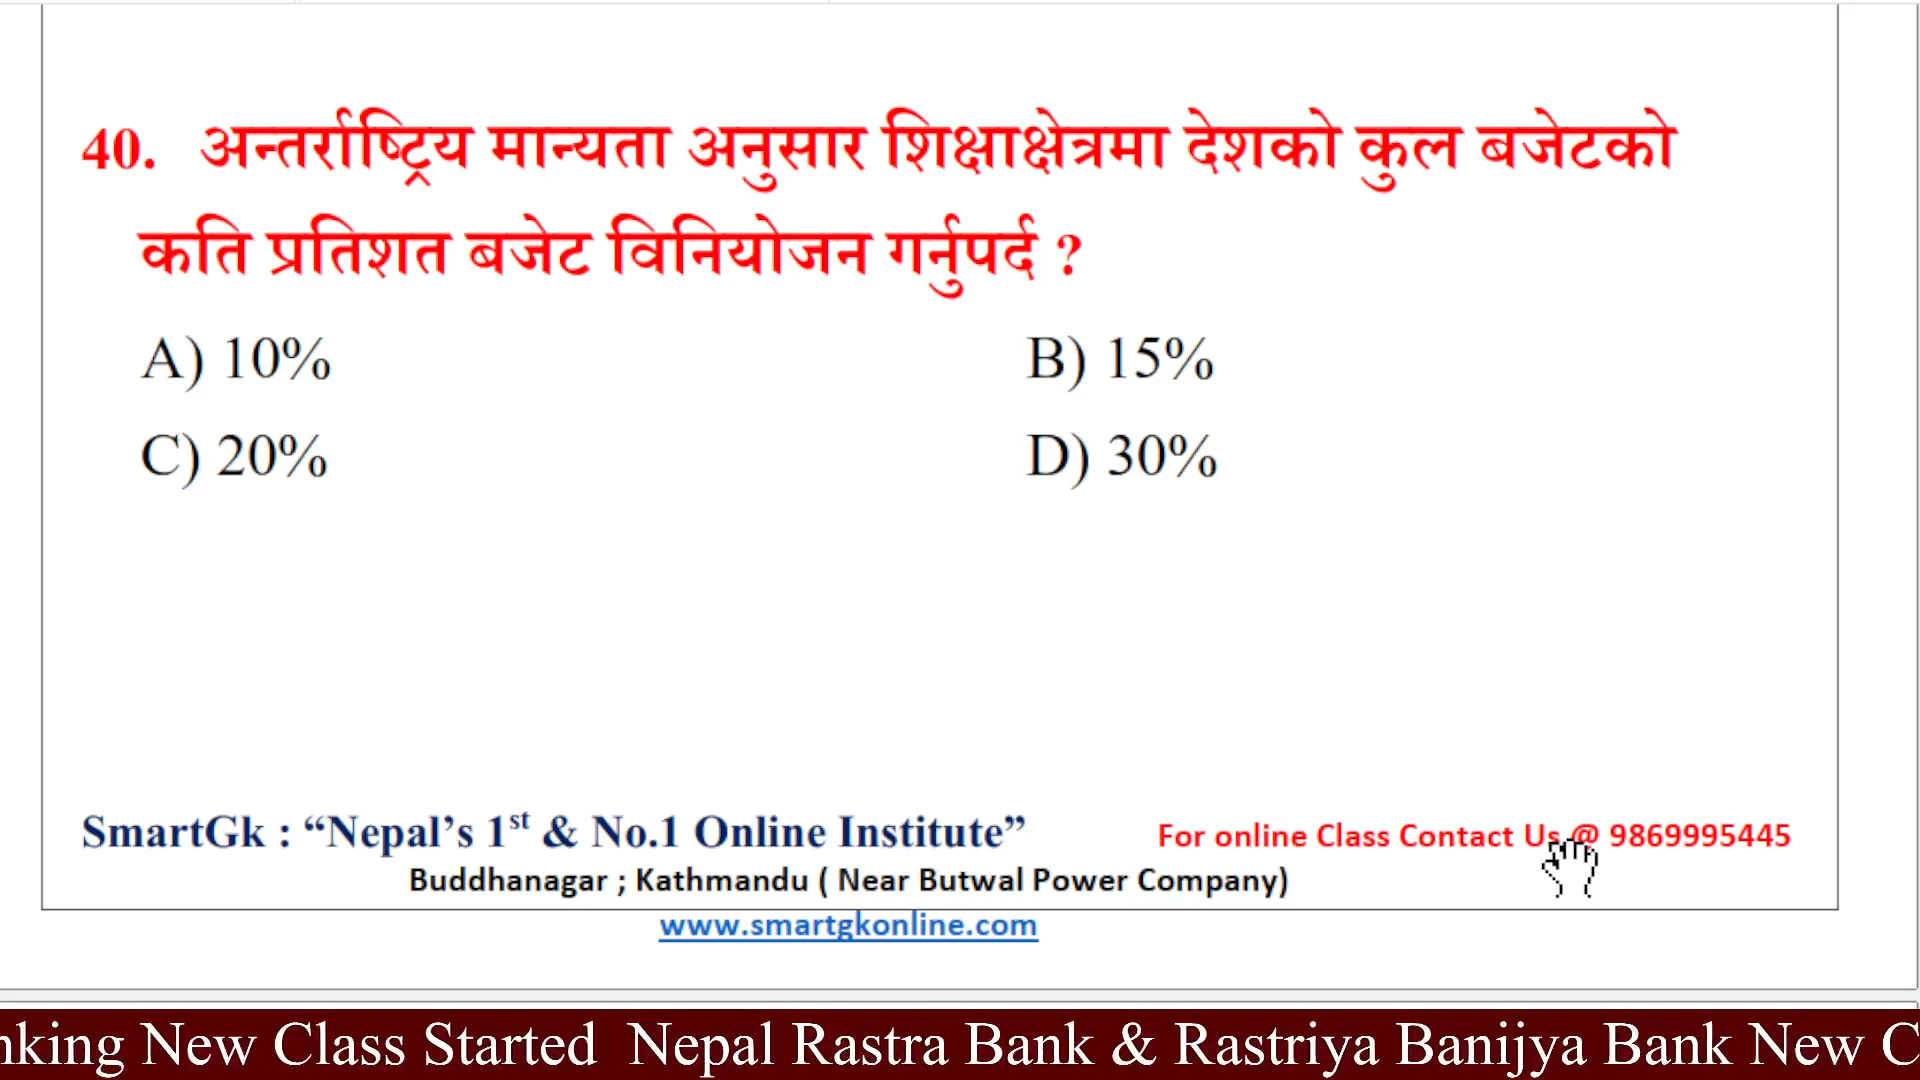 40. अन्तर्राष्ट्रिय मान्यता अनुसार शिक्षाक्षेत्रमा देशको कुल बजेटको
कति प्रतिशत बजेट विनियोजन गर्नुपर्द ?
A) 10% B) 15%
C) 20% D) 30%
SmartGk : “Nepal’s 1st & No.1 Online Institute” For online Class Contact Us @ 9869995445
Buddhanagar ; Kathmandu ( Near Butwal Power Company)
www.smartgkonline.com
New Class Started Nepal Rastra Bank & Rastriya Banijya Bank New